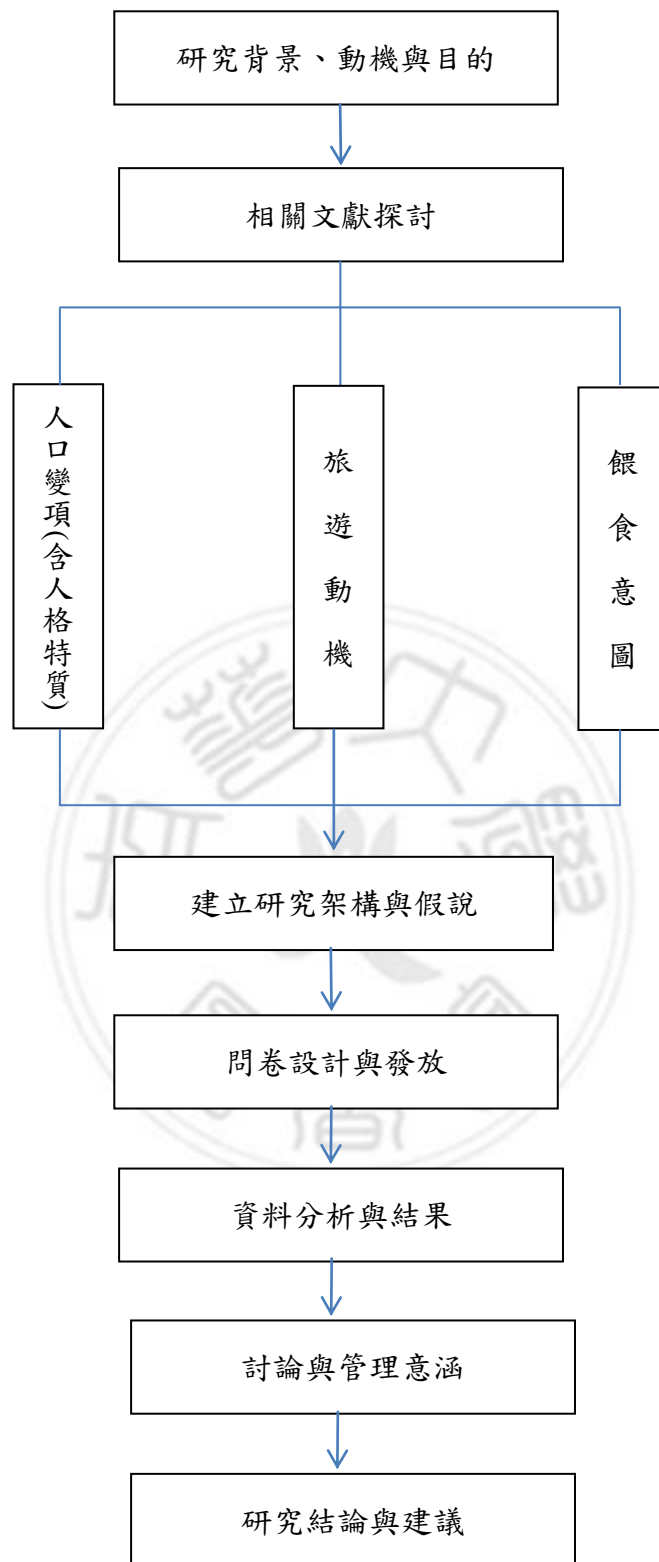 研究背景、動機與目的
相關文獻探討
人口變項(含人格特質)
旅遊動機
餵食意圖
建立研究架構與假說
問卷設計與發放
資料分析與結果
討論與管理意涵
研究結論與建議